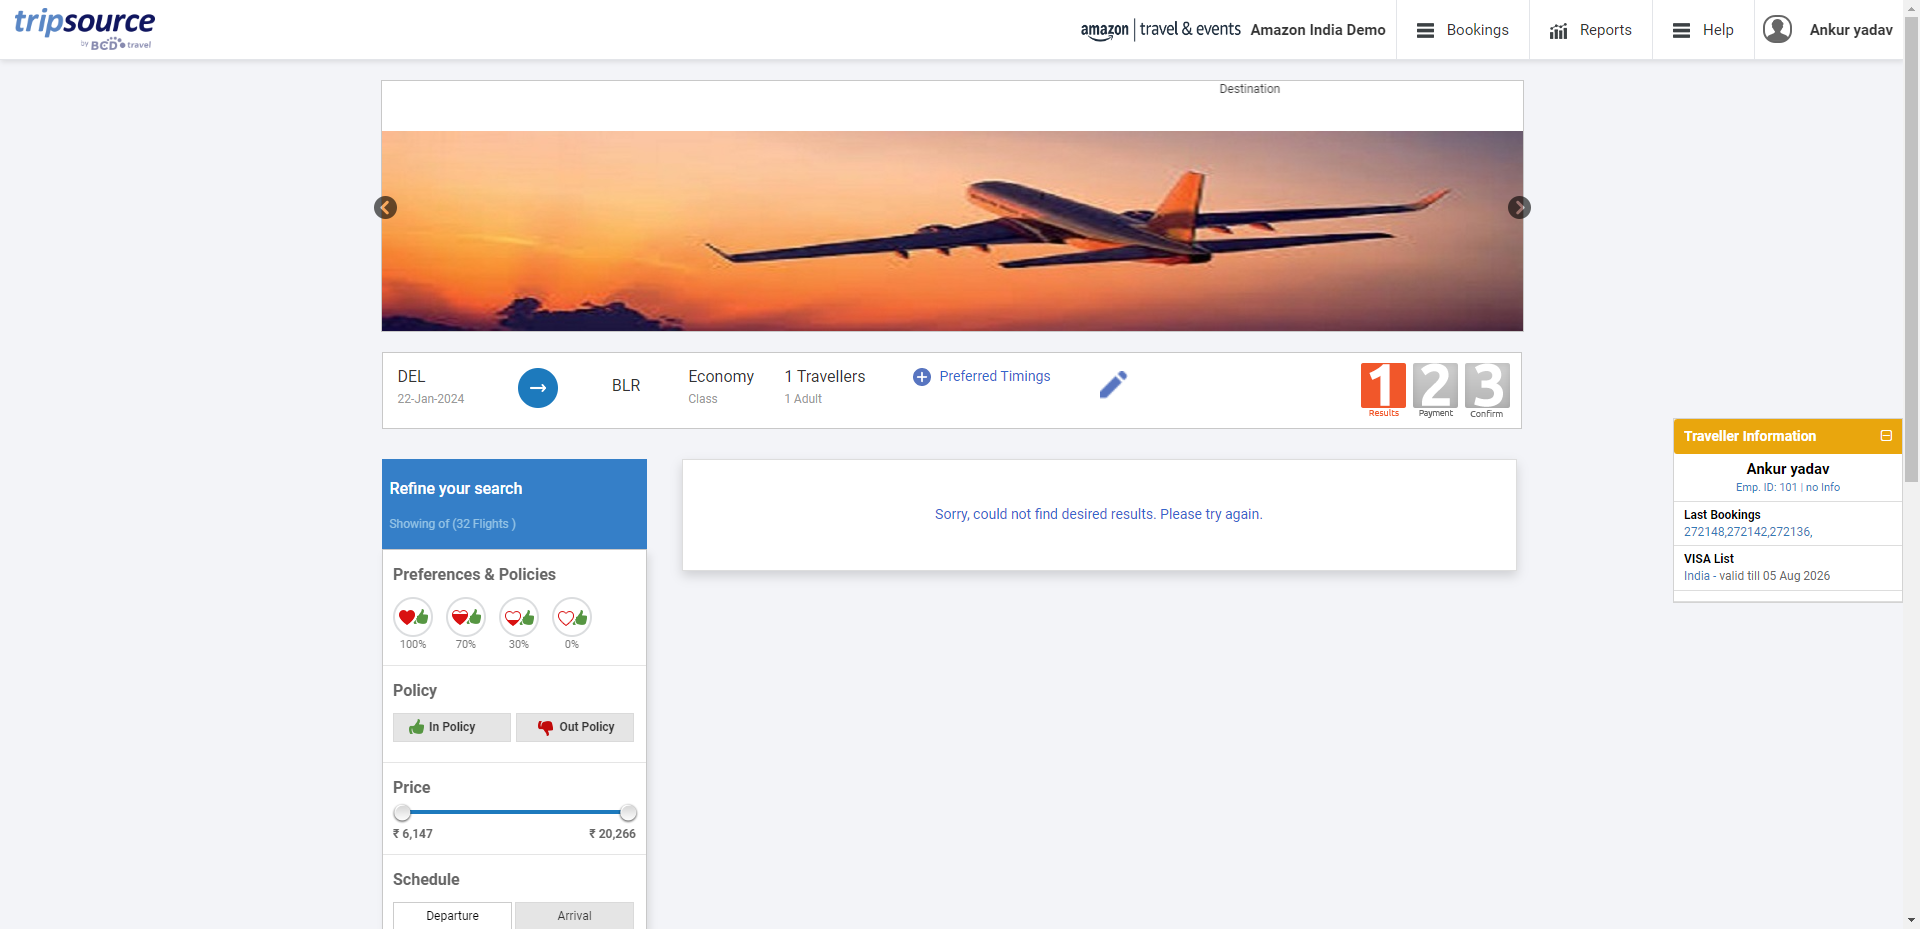 tripsource
by BCD travel
amazon travel & events Amazon India Demo
Bookings
Reports
Help
Ankur yadav
Destination
DEL
22-Jan-2024
BLR
Economy
Class
1 Travellers
1 Adult
Preferred Timings
1 2 3
Results Payment Confirm
Traveller Information
Ankur yadav
Emp. ID: 101 | no Info
Last Bookings
272148,272142,272136,
VISA List
India - valid till 05 Aug 2026
Refine your search
Showing of (32 Flights )
Sorry, could not find desired results. Please try again.
Preferences & Policies
100% 70% 30% 0%
Policy
In Policy Out Policy
Price
₹ 6,147 ₹ 20,266
Schedule
Departure Arrival